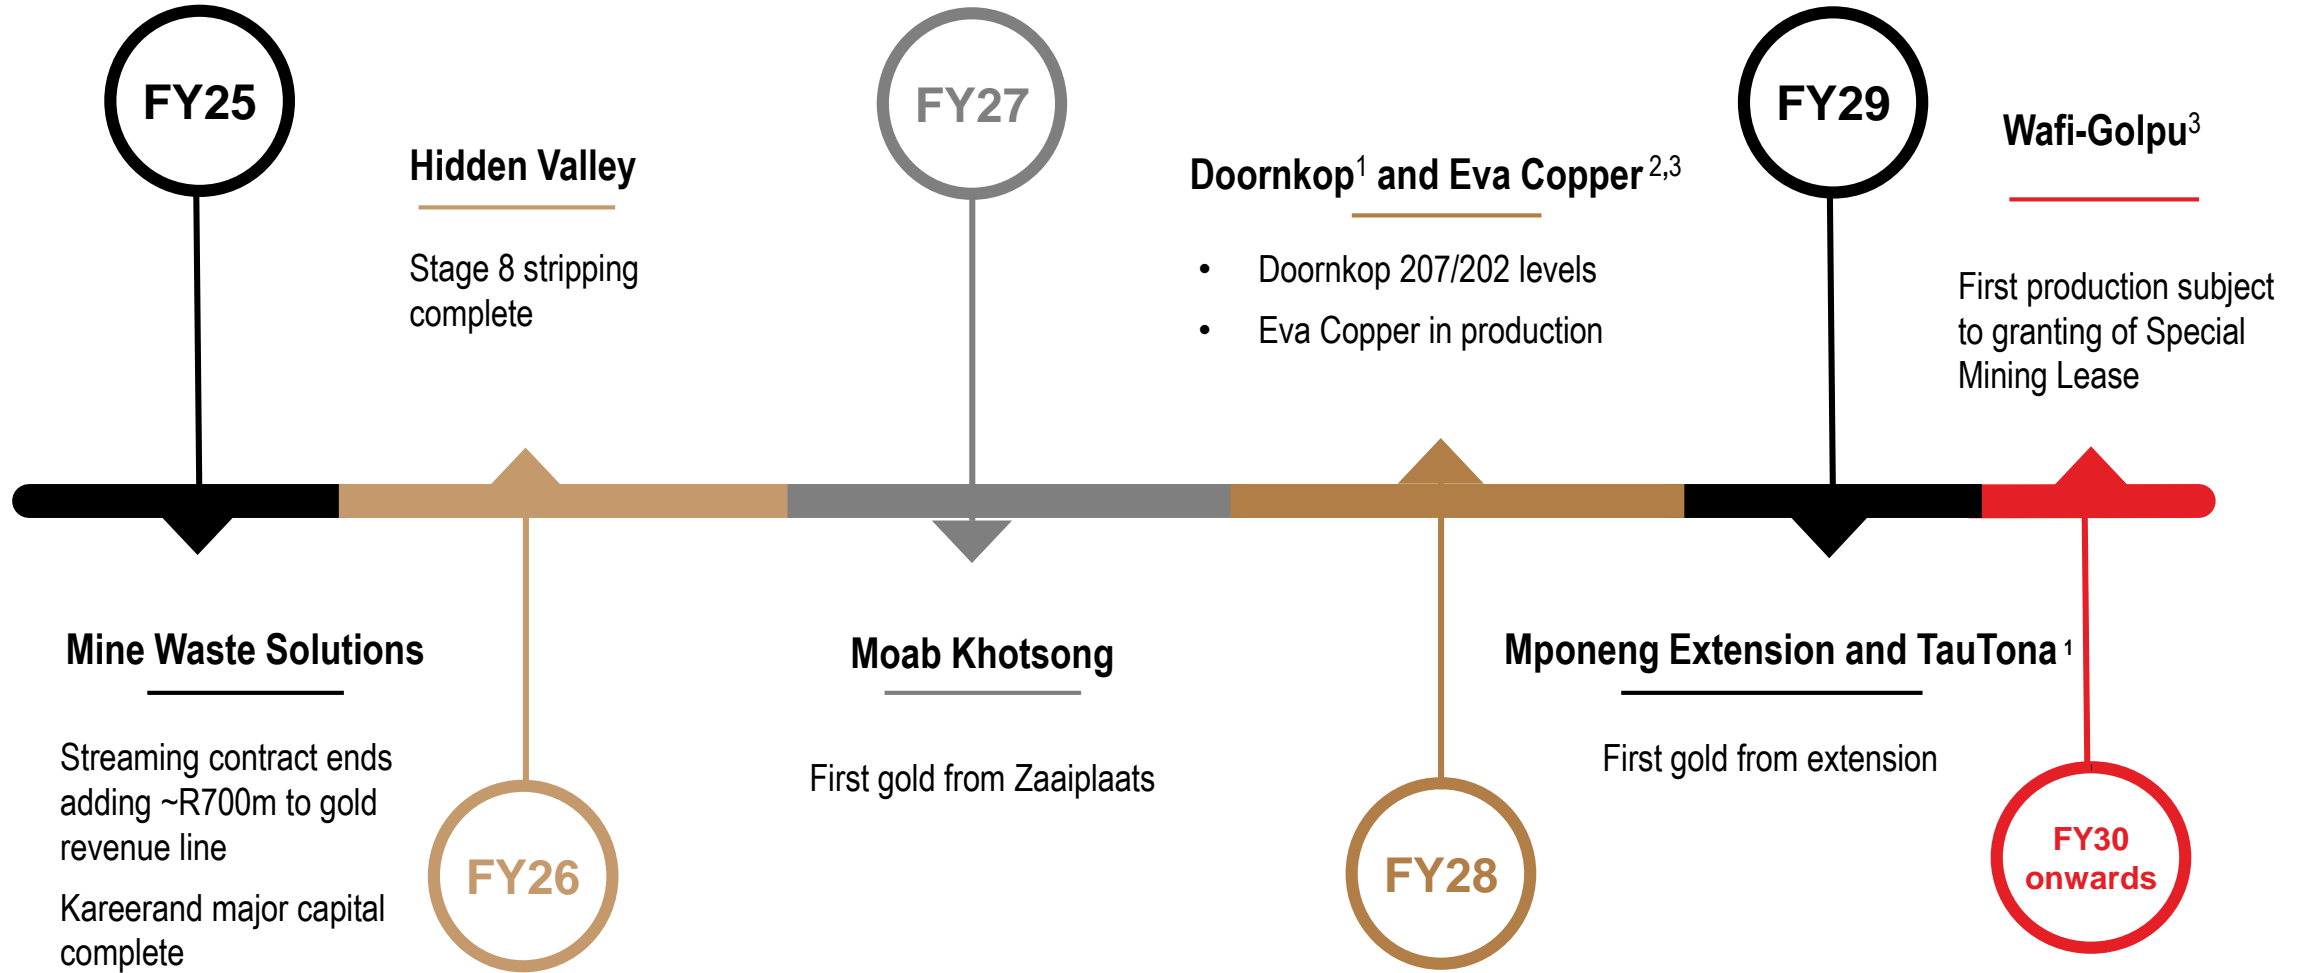 FY25
Mine Waste Solutions
Streaming contract ends
adding ~R700m to gold
revenue line
Kareerand major capital
complete
Hidden Valley
Stage 8 stripping
complete
FY26
FY27
Moab Khotsong
First gold from Zaaiplaats
Doornkop¹ and Eva Copper ²,³
• Doornkop 207/202 levels
• Eva Copper in production
FY28
FY29
Mponeng Extension and TauTona ¹
First gold from extension
Wafi-Golpu³
First production subject
to granting of Special
Mining Lease
FY30
onwards